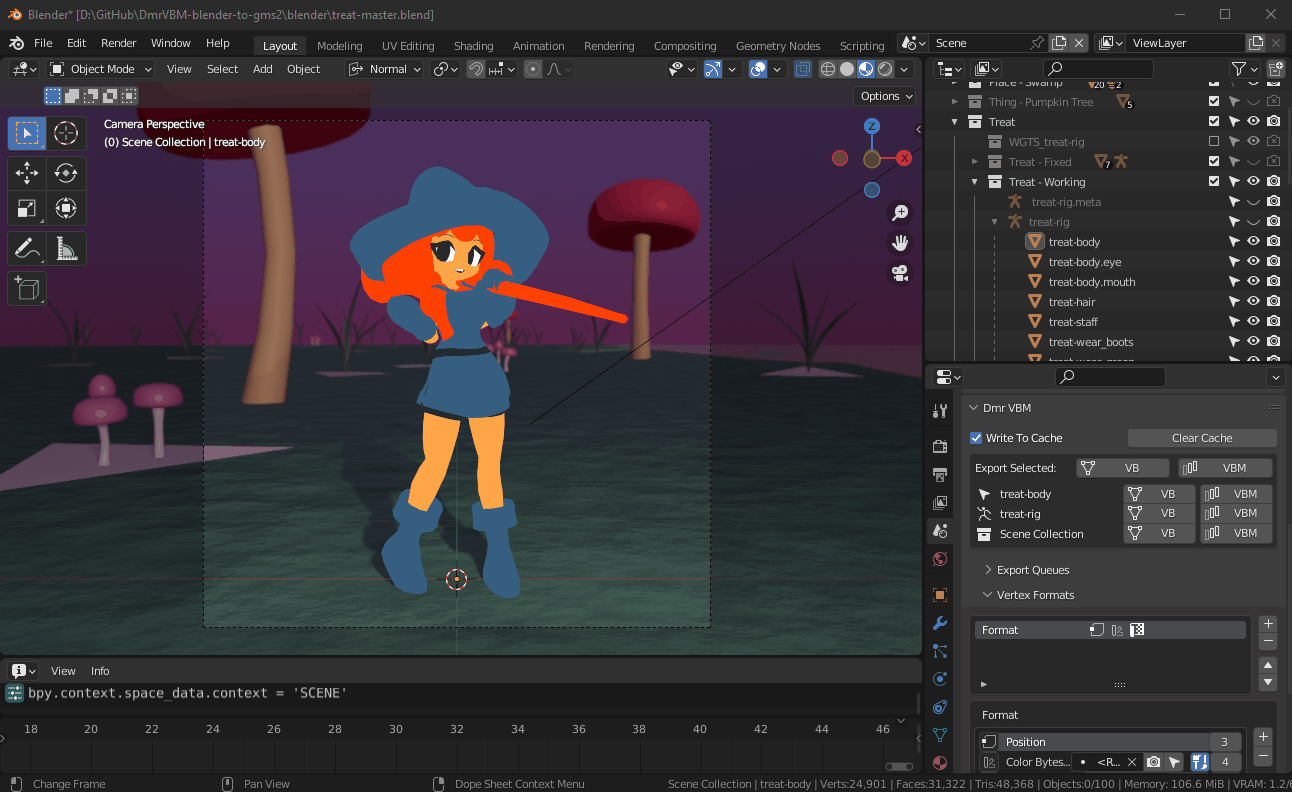 Blender* [D:\GitHub\DmrVBM-blender-to-gms2\blender\treat-master.blend]
File Edit Render Window Help Layout Modeling UV Editing Shading Animation Rendering Compositing Geometry Nodes Scripting Scene ViewLayer
Object Mode View Select Add Object Normal
Options
Camera Perspective
(0) Scene Collection | treat-body
Z
X
Place - Swamp 20 2
Thing - Pumpkin Tree 5
Treat
WGTS_treat-rig
Treat - Fixed 7
Treat - Working
treat-rig.meta
treat-rig
treat-body
treat-body.eye
treat-body.mouth
treat-hair
treat-staff
treat-wear_boots
Dmr VBM
Write To Cache Clear Cache
Export Selected: VB VBM
treat-body VB VBM
treat-rig VB VBM
Scene Collection VB VBM
Export Queues
Vertex Formats
Format
Format
Position 3
Color Bytes... <R... 4
View Info
bpy.context.space_data.context = 'SCENE'
18 20 22 24 26 28 30 32 34 36 38 40 42 44 46
Change Frame Pan View Dope Sheet Context Menu Scene Collection | treat-body | Verts:24,901 | Faces:31,322 | Tris:48,368 | Objects:0/100 | Memory: 106.6 MiB | VRAM: 1.2/